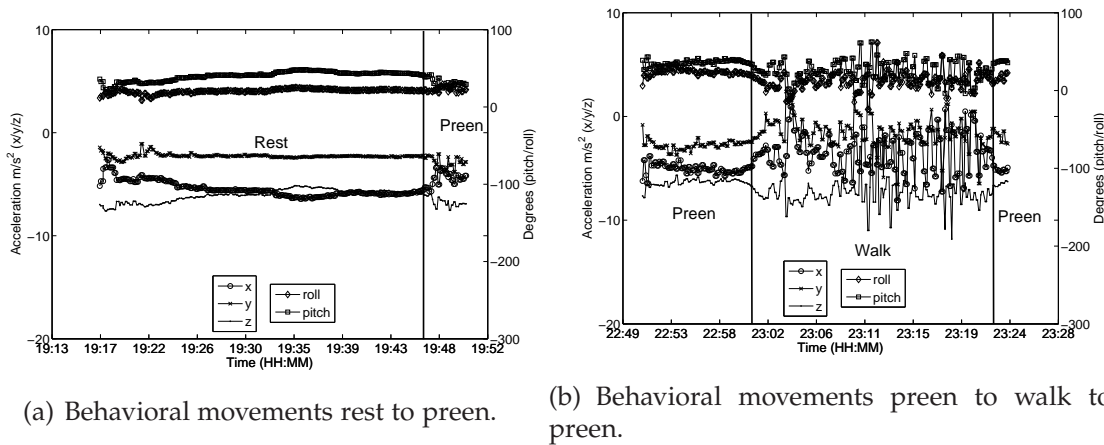 10
5
0
−5
−10
−20
Acceleration m/s² (x/y/z)
100
0
−100
−200
−300
Degrees (pitch/roll)
Rest
Preen
x
y
z
roll
pitch
19:13 19:17 19:22 19:26 19:30 19:35 19:39 19:43 19:48 19:52
Time (HH:MM)
(a) Behavioral movements rest to preen.
10
0
−10
−20
Acceleration m/s² (x/y/z)
100
0
−100
−200
−300
Degrees (pitch/roll)
Preen
Walk
Preen
x
y
z
roll
pitch
22:49 22:53 22:58 23:02 23:06 23:11 23:15 23:19 23:24 23:28
Time (HH:MM)
(b) Behavioral movements preen to walk to
preen.